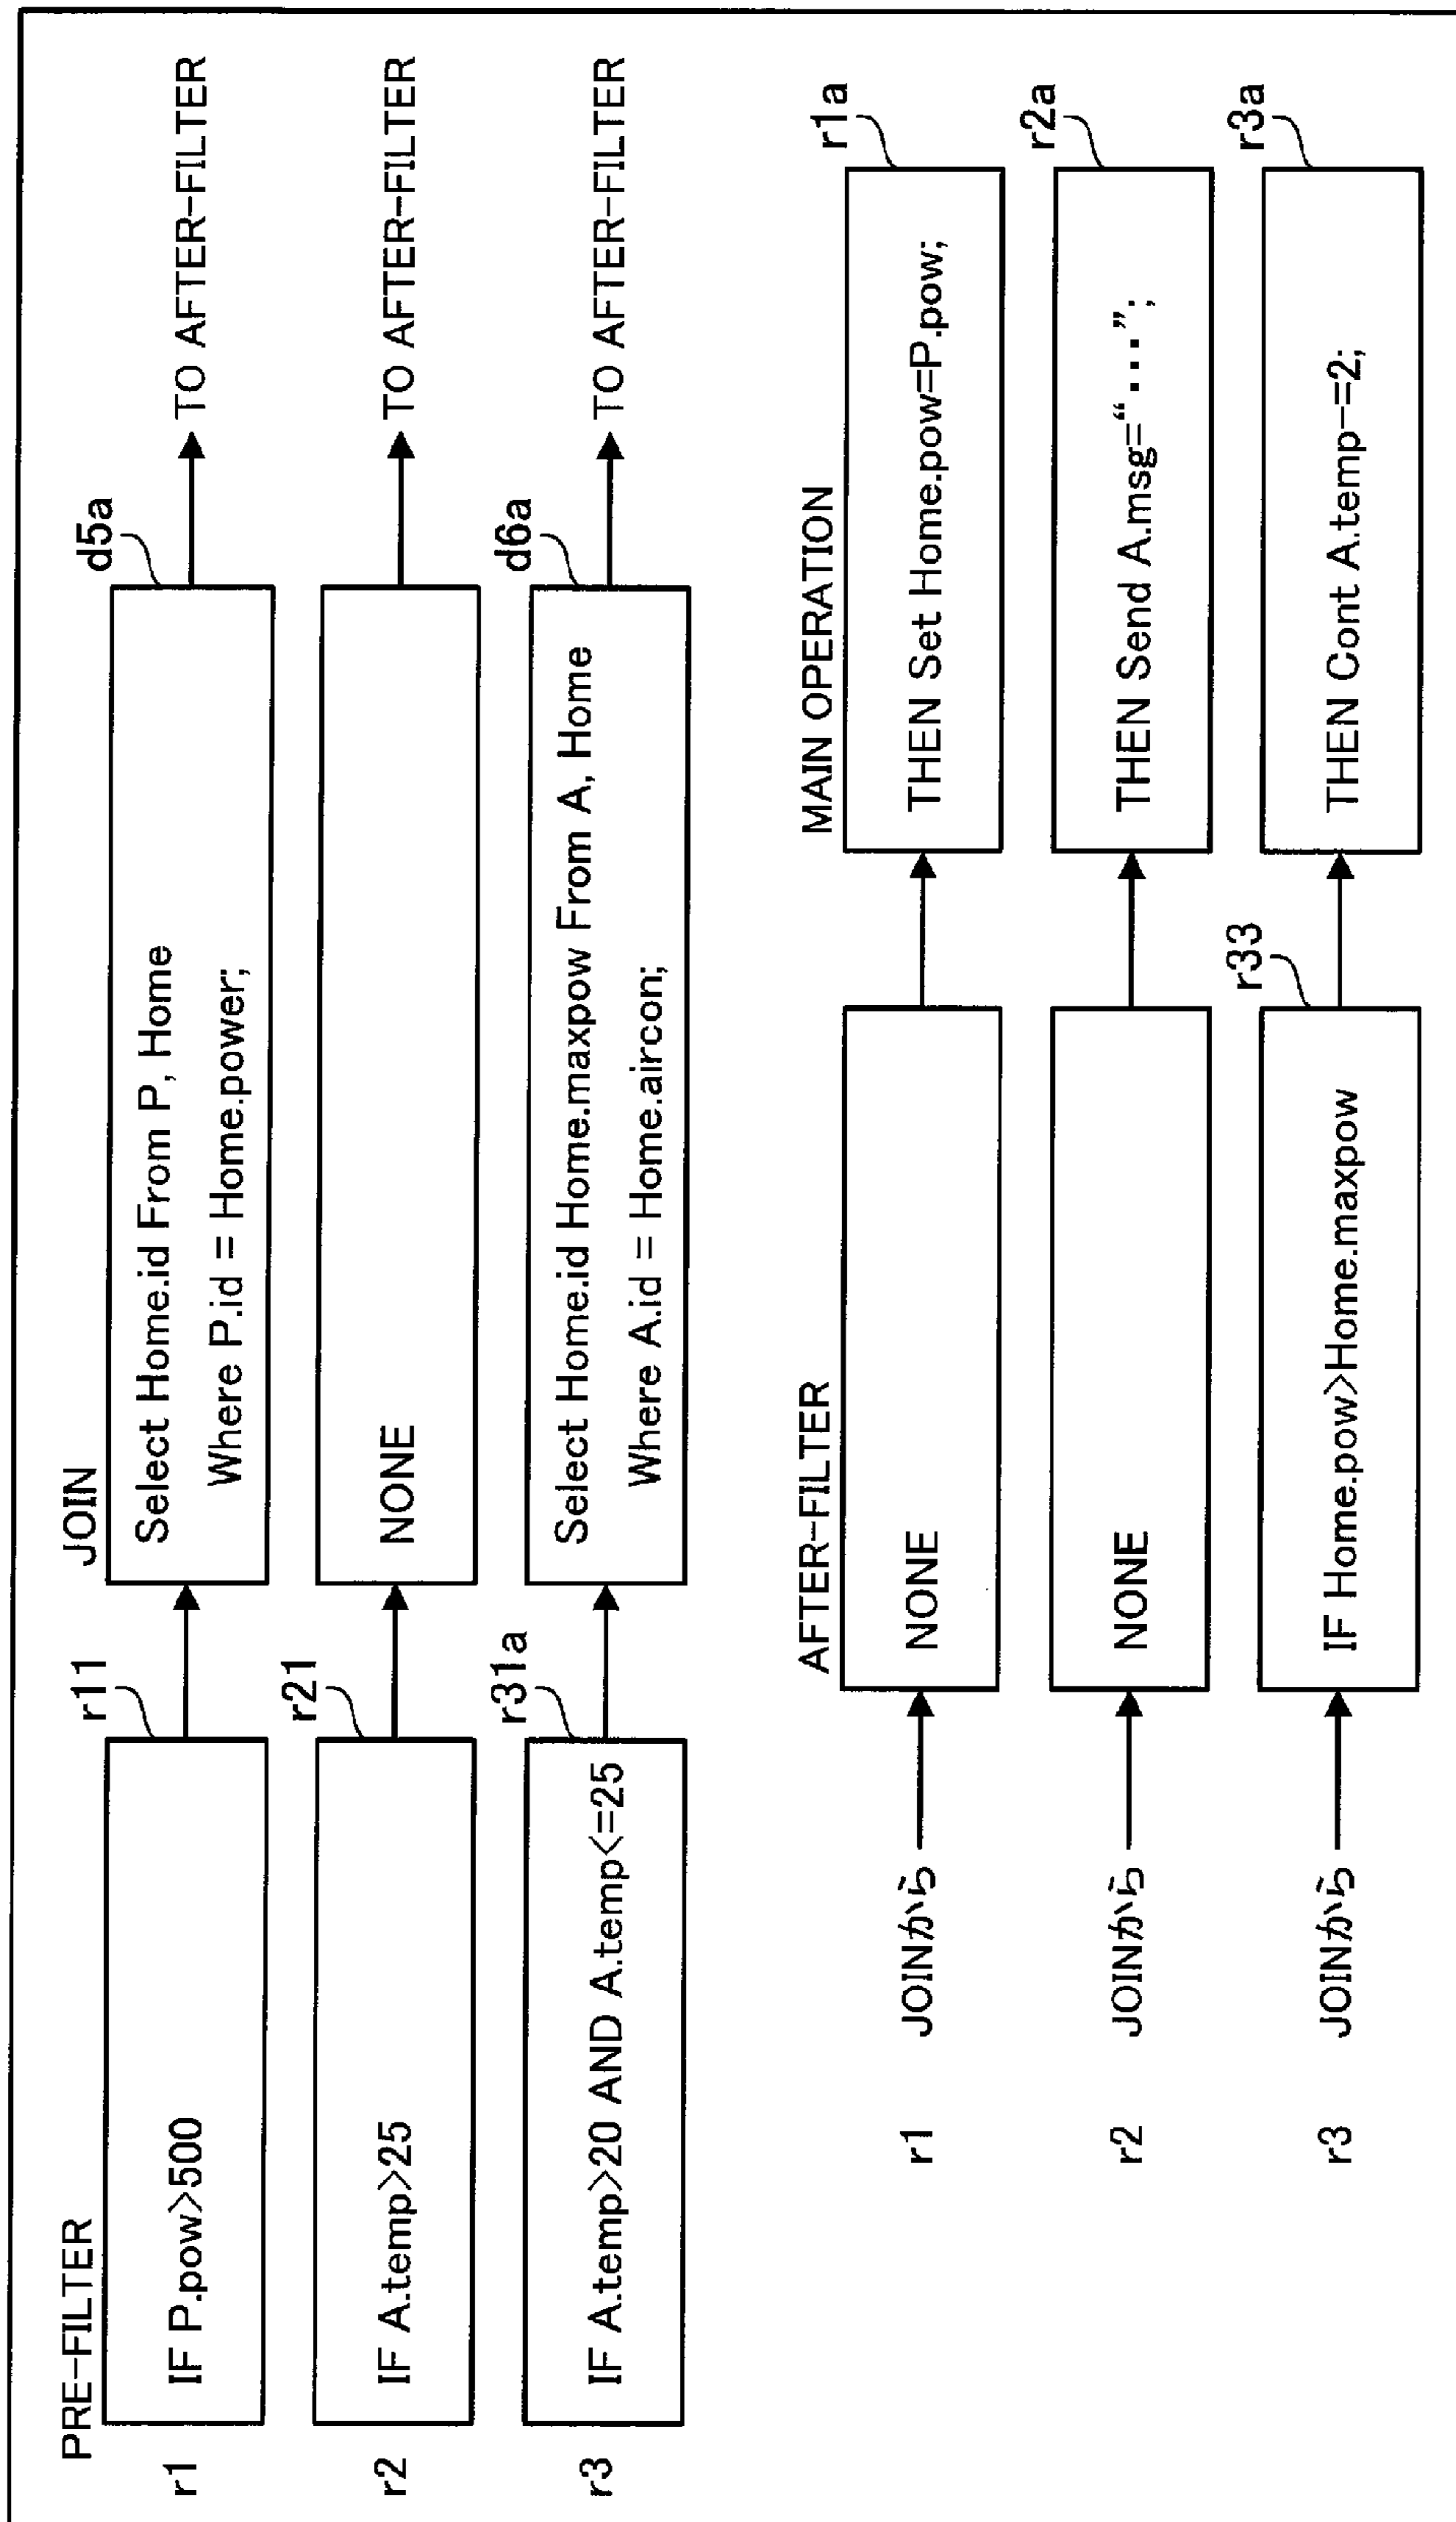 PRE-FILTER
JOIN
r1
IF P.pow>500
r11
Select Home.id From P, Home
Where P.id = Home.power;
d5a
TO AFTER-FILTER
r2
IF A.temp>25
r21
NONE
TO AFTER-FILTER
r3
IF A.temp>20 AND A.temp<=25
r31a
Select Home.id Home.maxpow From A, Home
Where A.id = Home.aircon;
d6a
TO AFTER-FILTER
AFTER-FILTER
MAIN OPERATION
r1
JOINから
NONE
THEN Set Home.pow=P.pow;
r1a
r2
JOINから
NONE
THEN Send A.msg=“･･･”;
r2a
r3
JOINから
IF Home.pow>Home.maxpow
r33
THEN Cont A.temp-=2;
r3a